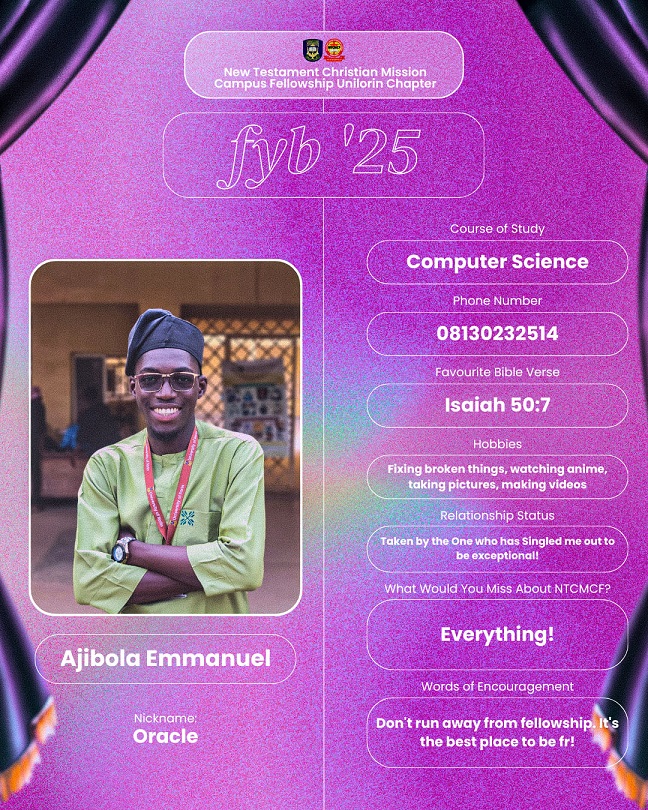 New Testament Christian Mission
Campus Fellowship Unilorin Chapter
fyb '25
Ajibola Emmanuel
Nickname;
Oracle
Course of Study
Computer Science
Phone Number
08130232514
Favourite Bible Verse
Isaiah 50:7
Hobbies
Fixing broken things, watching anime,
taking pictures, making videos
Relationship Status
Taken by the One who has Singled me out to
be exceptional!
What Would You Miss About NTCMCF?
Everything!
Words of Encouragement
Don't run away from fellowship. It's
the best place to be fr!